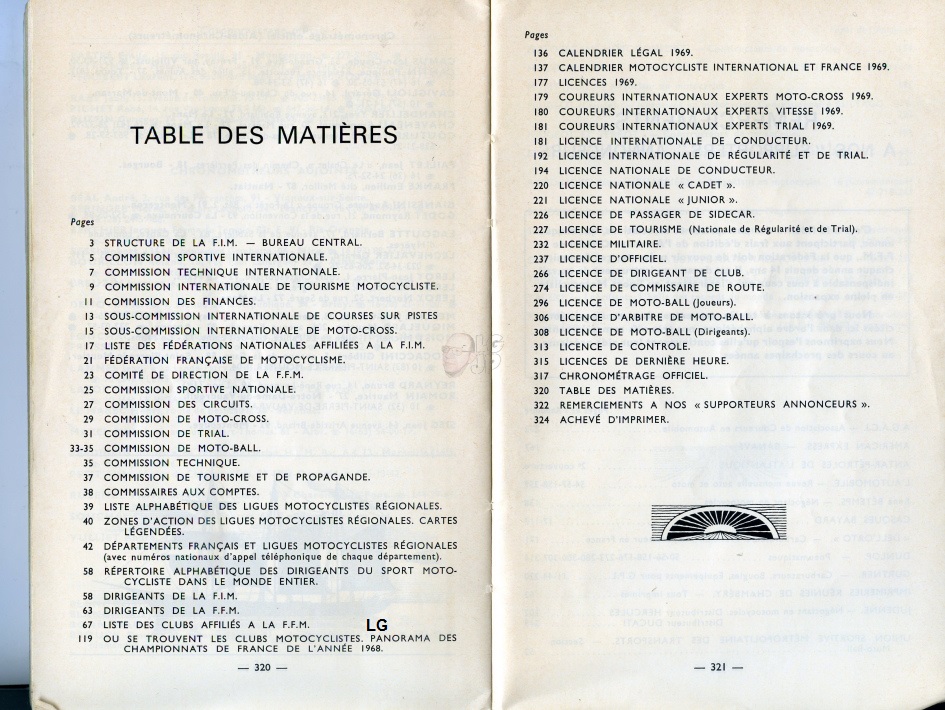 TABLE DES MATIÈRES
Pages
3 STRUCTURE DE LA F.I.M. — BUREAU CENTRAL.
5 COMMISSION SPORTIVE INTERNATIONALE.
7 COMMISSION TECHNIQUE INTERNATIONALE.
9 COMMISSION INTERNATIONALE DE TOURISME MOTOCYCLISTE.
11 COMMISSION DES FINANCES.
13 SOUS-COMMISSION INTERNATIONALE DE COURSES SUR PISTES
15 SOUS-COMMISSION INTERNATIONALE DE MOTO-CROSS.
17 LISTE DES FÉDÉRATIONS NATIONALES AFFILIÉES A LA F.I.M.
21 FÉDÉRATION FRANÇAISE DE MOTOCYCLISME.
23 COMITÉ DE DIRECTION DE LA F.F.M.
25 COMMISSION SPORTIVE NATIONALE.
27 COMMISSION DES CIRCUITS.
29 COMMISSION DE MOTO-CROSS.
31 COMMISSION DE TRIAL.
33-35 COMMISSION DE MOTO-BALL.
35 COMMISSION TECHNIQUE.
37 COMMISSION DE TOURISME ET DE PROPAGANDE.
38 COMMISSAIRES AUX COMPTES.
39 LISTE ALPHABÉTIQUE DES LIGUES MOTOCYCLISTES RÉGIONALES.
40 ZONES D'ACTION DES LIGUES MOTOCYCLISTES RÉGIONALES. CARTES
LÉGENDÉES.
42 DÉPARTEMENTS FRANÇAIS ET LIGUES MOTOCYCLISTES RÉGIONALES
(avec numéros nationaux d'appel téléphonique de chaque département).
58 RÉPERTOIRE ALPHABÉTIQUE DES DIRIGEANTS DU SPORT MOTO-
CYCLISTE DANS LE MONDE ENTIER.
58 DIRIGEANTS DE LA F.I.M.
63 DIRIGEANTS DE LA F.F.M.
67 LISTE DES CLUBS AFFILIÉS A LA F.F.M. LG
119 OU SE TROUVENT LES CLUBS MOTOCYCLISTES. PANORAMA DES
CHAMPIONNATS DE FRANCE DE L'ANNÉE 1968.
— 320 —
Pages
136 CALENDRIER LÉGAL 1969.
137 CALENDRIER MOTOCYCLISTE INTERNATIONAL ET FRANCE 1969.
177 LICENCES 1969.
179 COUREURS INTERNATIONAUX EXPERTS MOTO-CROSS 1969.
180 COUREURS INTERNATIONAUX EXPERTS VITESSE 1969.
181 COUREURS INTERNATIONAUX EXPERTS TRIAL 1969.
181 LICENCE INTERNATIONALE DE CONDUCTEUR.
192 LICENCE INTERNATIONALE DE RÉGULARITÉ ET DE TRIAL.
194 LICENCE NATIONALE DE CONDUCTEUR.
220 LICENCE NATIONALE « CADET ».
221 LICENCE NATIONALE « JUNIOR ».
226 LICENCE DE PASSAGER DE SIDECAR.
227 LICENCE DE TOURISME (Nationale de Régularité et de Trial).
232 LICENCE MILITAIRE.
237 LICENCE D'OFFICIEL.
266 LICENCE DE DIRIGEANT DE CLUB.
274 LICENCE DE COMMISSAIRE DE ROUTE.
296 LICENCE DE MOTO-BALL (Joueurs).
306 LICENCE D'ARBITRE DE MOTO-BALL.
308 LICENCE DE MOTO-BALL (Dirigeants).
313 LICENCE DE CONTROLE.
315 LICENCES DE DERNIÈRE HEURE.
317 CHRONOMÉTRAGE OFFICIEL.
320 TABLE DES MATIÈRES.
322 REMERCIEMENTS A NOS « SUPPORTEURS ANNONCEURS ».
324 ACHEVÉ D'IMPRIMER.
— 321 —